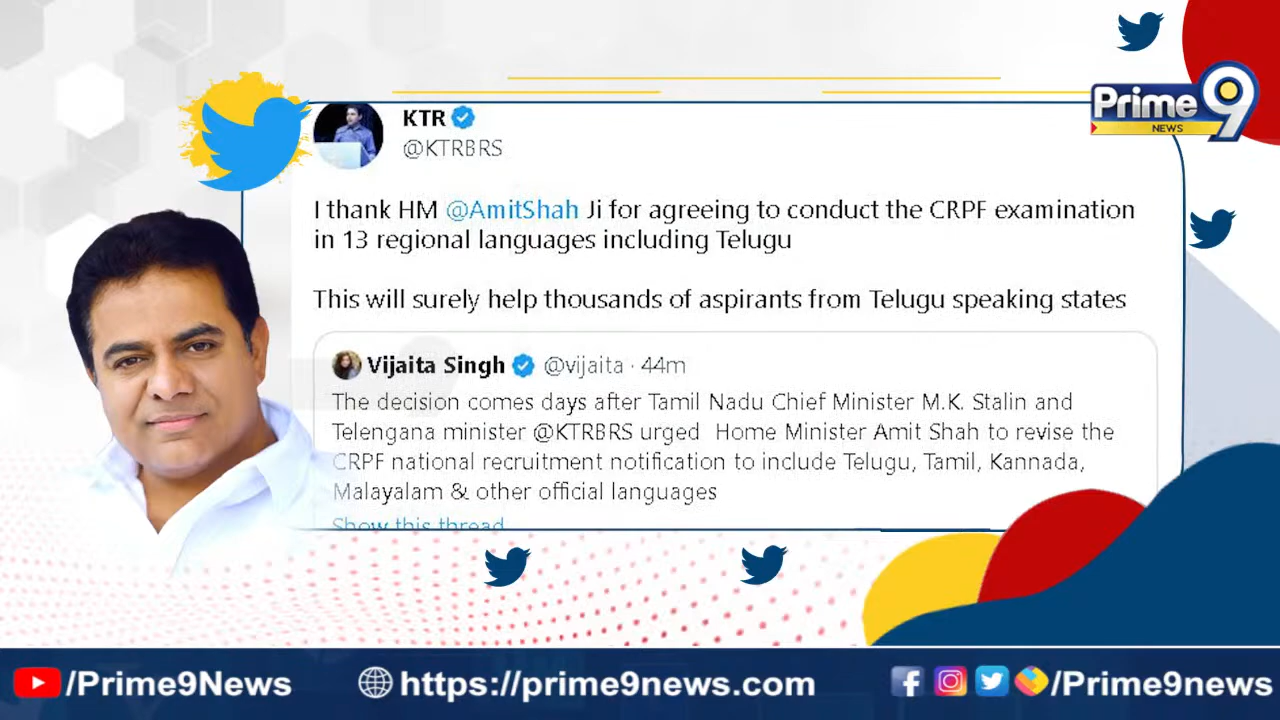 Prime9
NEWS
KTR
@KTRBRS
I thank HM @AmitShah Ji for agreeing to conduct the CRPF examination
in 13 regional languages including Telugu
This will surely help thousands of aspirants from Telugu speaking states
Vijaita Singh @vijaita · 44m
The decision comes days after Tamil Nadu Chief Minister M.K. Stalin and
Telengana minister @KTRBRS urged Home Minister Amit Shah to revise the
CRPF national recruitment notification to include Telugu, Tamil, Kannada,
Malayalam & other official languages
Show this thread
/Prime9News https://prime9news.com /Prime9news